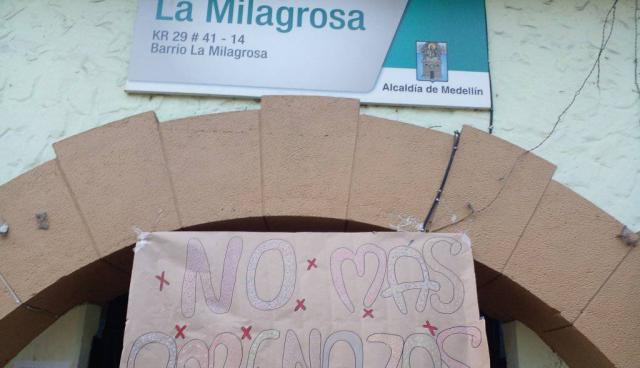 La Milagrosa
KR 29 # 41 - 14
Barrio La Milagrosa
Alcaldía de Medellín
NO MAS